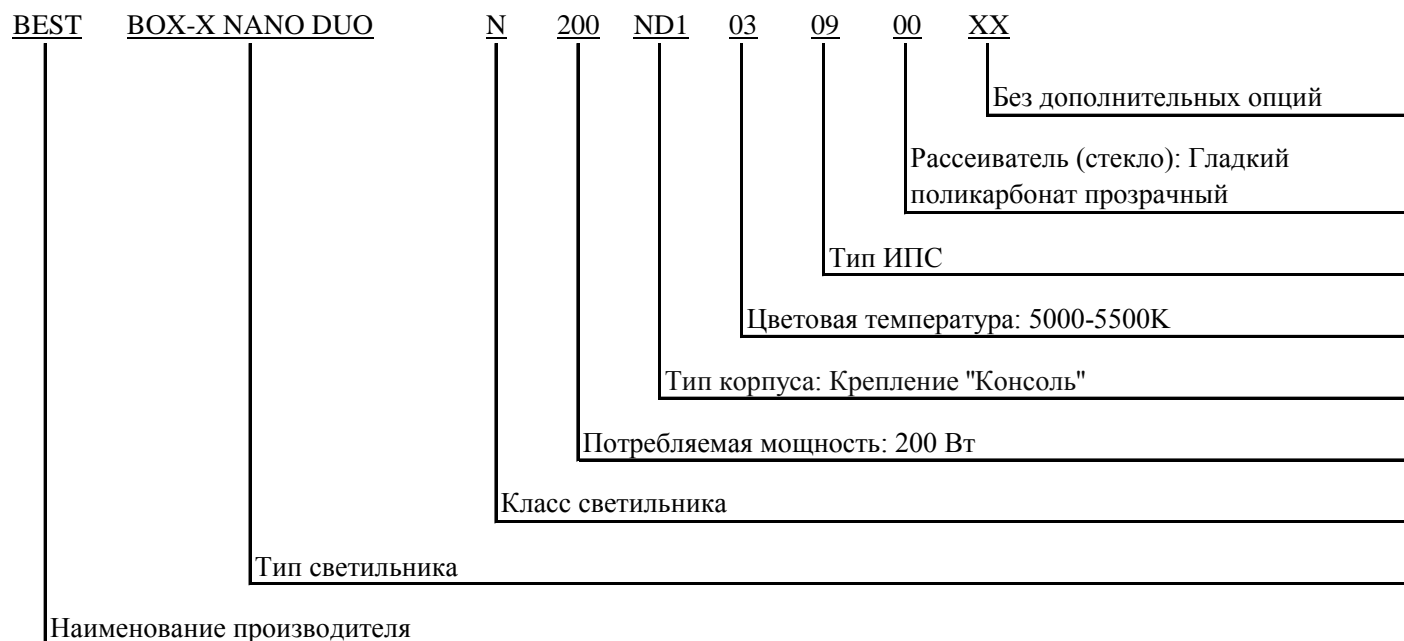 BEST BOX-X NANO DUO N 200 ND1 03 09 00 XX
Без дополнительных опций
Рассеиватель (стекло): Гладкий
поликарбонат прозрачный
Тип ИПС
Цветовая температура: 5000-5500K
Тип корпуса: Крепление "Консоль"
Потребляемая мощность: 200 Вт
Класс светильника
Тип светильника
Наименование производителя